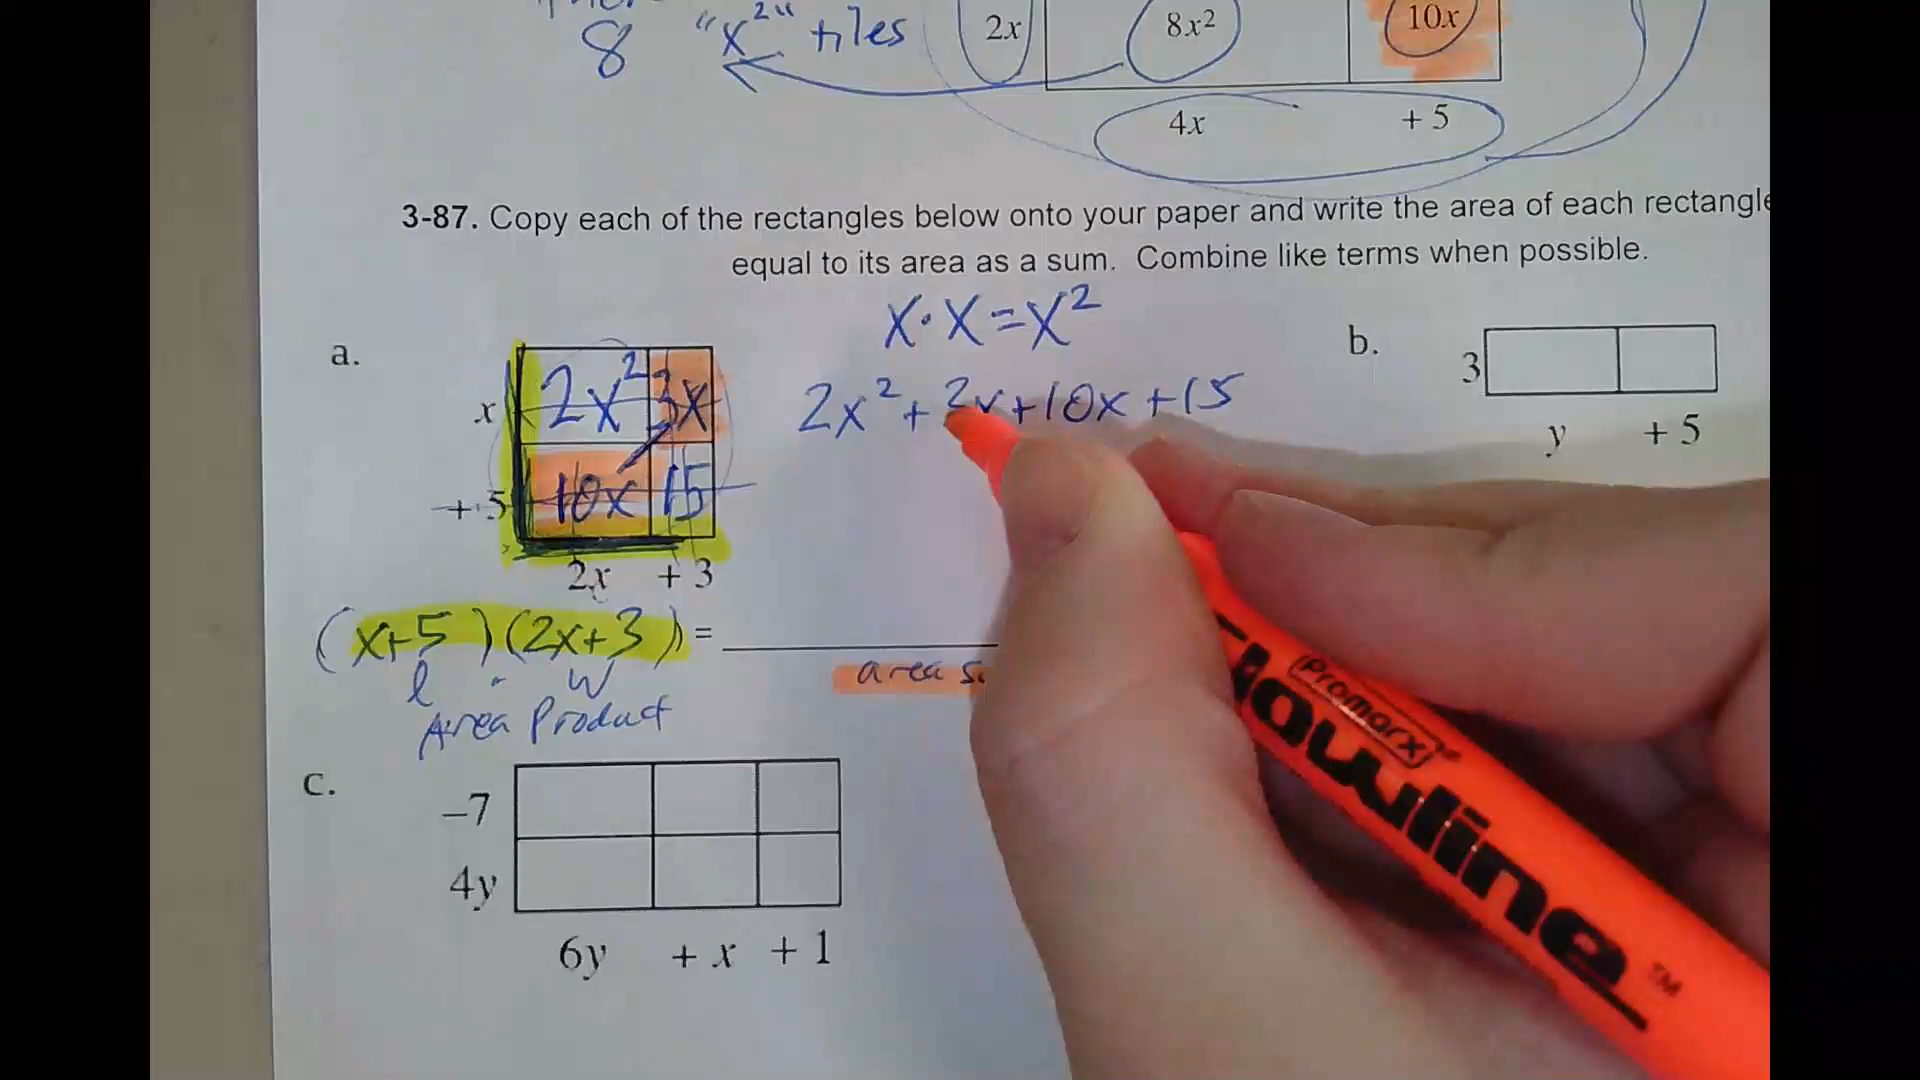 8 "x²" tiles
2x 8x² 10x
4x + 5
3-87. Copy each of the rectangles below onto your paper and write the area of each rectangle
equal to its area as a sum. Combine like terms when possible.
x·x=x²
a. b.
x 2x² 3x
2x²+3x+10x+15
3
y + 5
+ 5 10x 15
2x + 3
(x+5)(2x+3) =
l · w
area
Area Product
c.
–7
4y
6y + x + 1
Promarx
TM